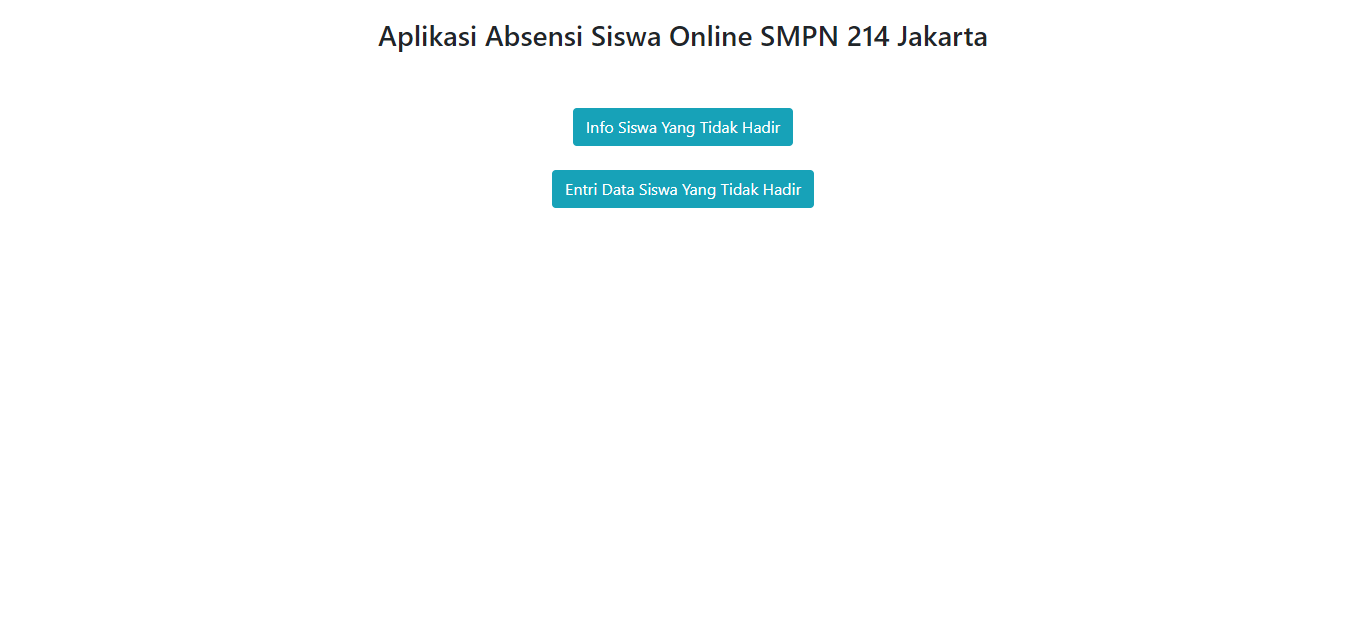 Aplikasi Absensi Siswa Online SMPN 214 Jakarta
Info Siswa Yang Tidak Hadir
Entri Data Siswa Yang Tidak Hadir